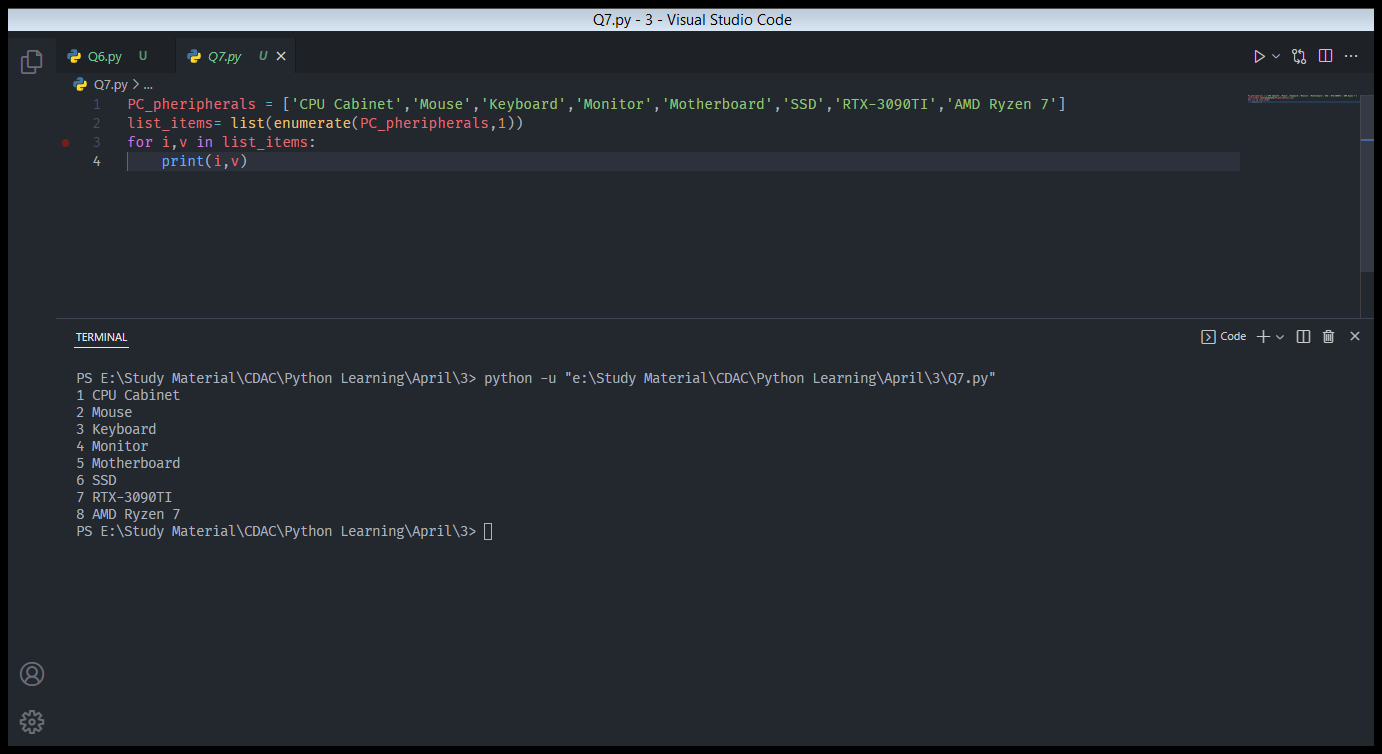 Q7.py - 3 - Visual Studio Code
Q6.py U Q7.py U
Q7.py > ...
1 PC_pheripherals = ['CPU Cabinet','Mouse','Keyboard','Monitor','Motherboard','SSD','RTX-3090TI','AMD Ryzen 7']
2 list_items= list(enumerate(PC_pheripherals,1))
3 for i,v in list_items:
4     print(i,v)
TERMINAL
Code
PS E:\Study Material\CDAC\Python Learning\April\3> python -u "e:\Study Material\CDAC\Python Learning\April\3\Q7.py"
1 CPU Cabinet
2 Mouse
3 Keyboard
4 Monitor
5 Motherboard
6 SSD
7 RTX-3090TI
8 AMD Ryzen 7
PS E:\Study Material\CDAC\Python Learning\April\3>